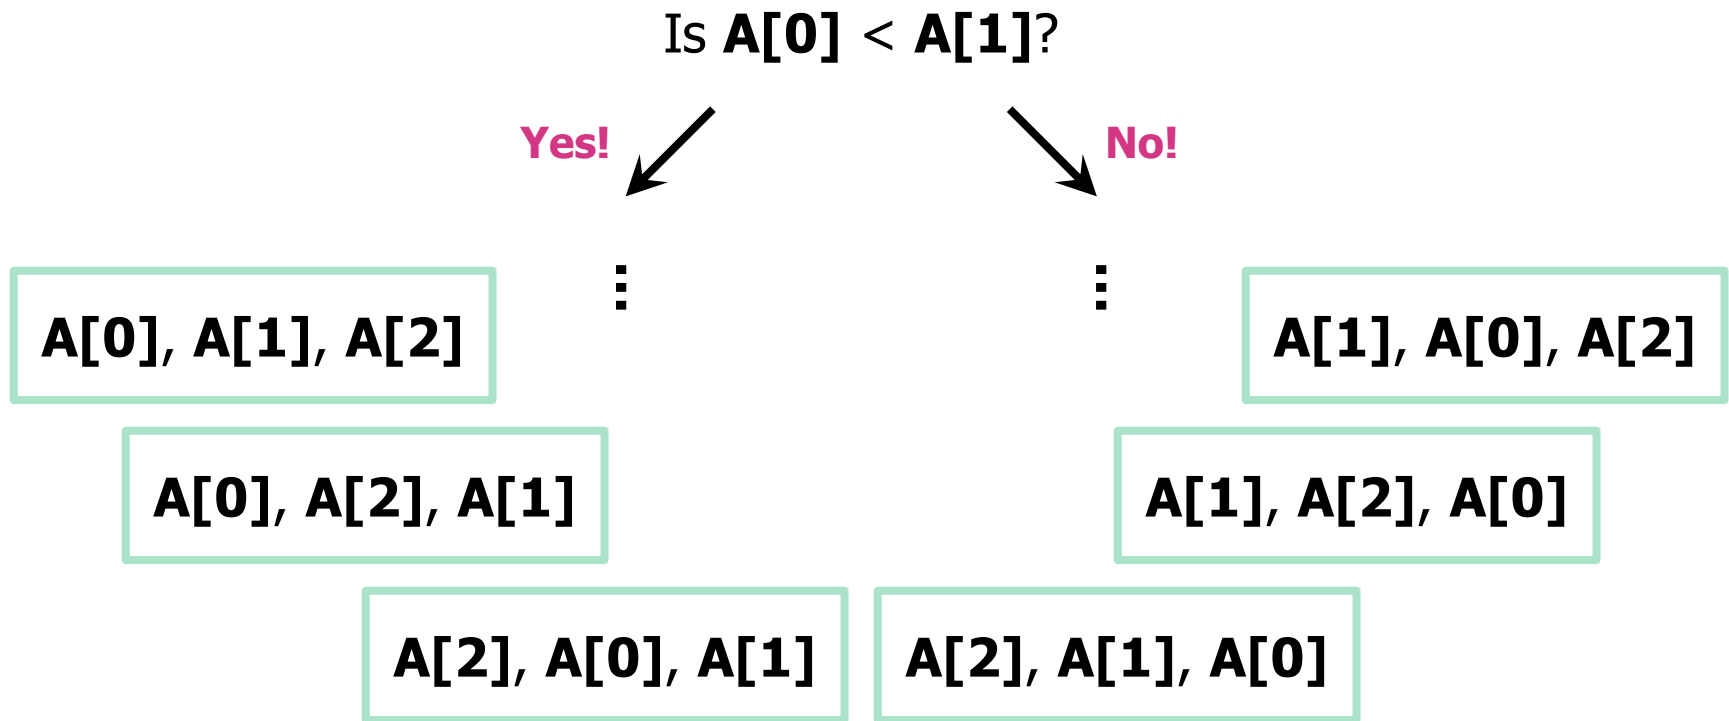 Is A[0] < A[1]?
Yes!
No!
⋮
⋮
A[0], A[1], A[2]
A[1], A[0], A[2]
A[0], A[2], A[1]
A[1], A[2], A[0]
A[2], A[0], A[1]
A[2], A[1], A[0]